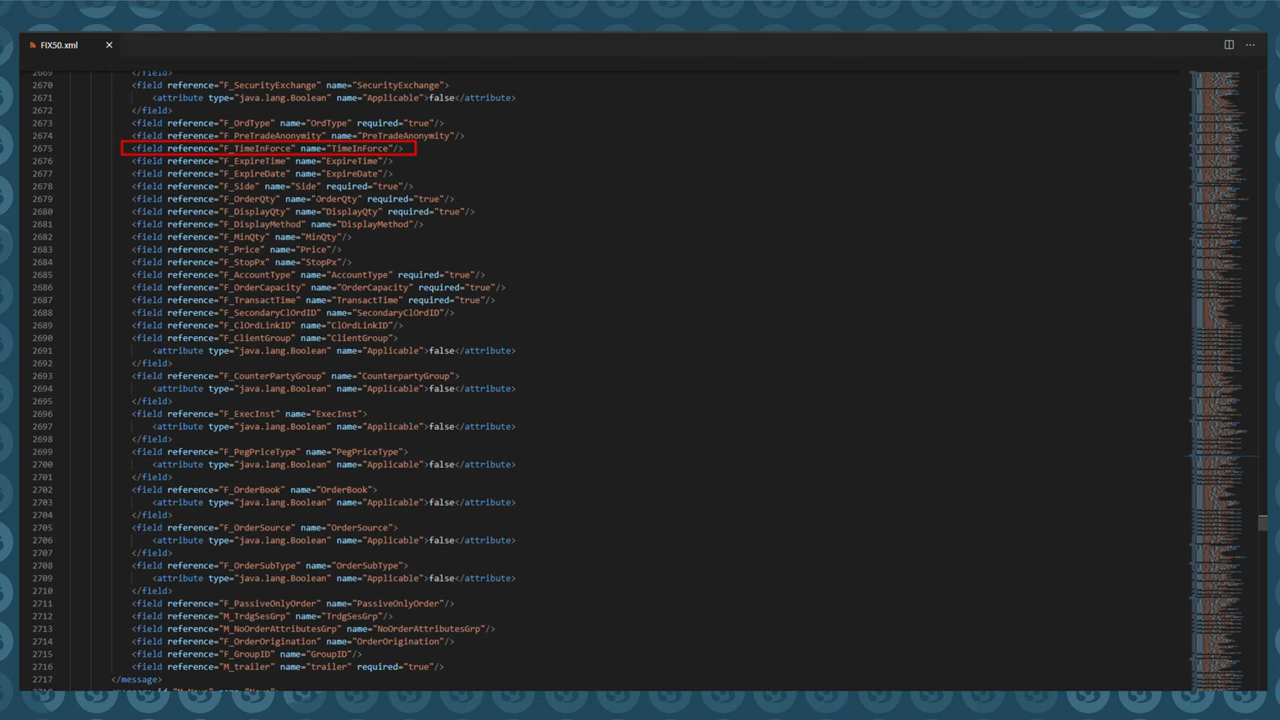 FIX50.xml
2669 </field>
2670 <field reference="F_SecurityExchange" name="SecurityExchange">
2671 <attribute type="java.lang.Boolean" name="Applicable">false</attribute>
2672 </field>
2673 <field reference="F_OrdType" name="OrdType" required="true"/>
2674 <field reference="F_PreTradeAnonymity" name="PreTradeAnonymity"/>
2675 <field reference="F_TimeInForce" name="TimeInForce"/>
2676 <field reference="F_ExpireTime" name="ExpireTime"/>
2677 <field reference="F_ExpireDate" name="ExpireDate"/>
2678 <field reference="F_Side" name="Side" required="true"/>
2679 <field reference="F_OrderQty" name="OrderQty" required="true"/>
2680 <field reference="F_DisplayQty" name="DisplayQty" required="true"/>
2681 <field reference="F_DisplayMethod" name="DisplayMethod"/>
2682 <field reference="F_MinQty" name="MinQty"/>
2683 <field reference="F_Price" name="Price"/>
2684 <field reference="F_StopPx" name="StopPx"/>
2685 <field reference="F_AccountType" name="AccountType" required="true"/>
2686 <field reference="F_OrderCapacity" name="OrderCapacity" required="true"/>
2687 <field reference="F_TransactTime" name="TransactTime" required="true"/>
2688 <field reference="F_SecondaryClOrdID" name="SecondaryClOrdID"/>
2689 <field reference="F_ClOrdLinkID" name="ClOrdLinkID"/>
2690 <field reference="F_ClientGroup" name="ClientGroup">
2691 <attribute type="java.lang.Boolean" name="Applicable">false</attribute>
2692 </field>
2693 <field reference="F_CounterPartyGroup" name="CounterpartyGroup">
2694 <attribute type="java.lang.Boolean" name="Applicable">false</attribute>
2695 </field>
2696 <field reference="F_ExecInst" name="ExecInst">
2697 <attribute type="java.lang.Boolean" name="Applicable">false</attribute>
2698 </field>
2699 <field reference="F_PegPriceType" name="PegPriceType">
2700 <attribute type="java.lang.Boolean" name="Applicable">false</attribute>
2701 </field>
2702 <field reference="F_OrderBook" name="OrderBook">
2703 <attribute type="java.lang.Boolean" name="Applicable">false</attribute>
2704 </field>
2705 <field reference="F_OrderSource" name="OrderSource">
2706 <attribute type="java.lang.Boolean" name="Applicable">false</attribute>
2707 </field>
2708 <field reference="F_OrderSubType" name="OrderSubType">
2709 <attribute type="java.lang.Boolean" name="Applicable">false</attribute>
2710 </field>
2711 <field reference="F_PassiveOnlyOrder" name="PassiveOnlyOrder"/>
2712 <field reference="M_TrdgSesGrp" name="TrdgSesGrp"/>
2713 <field reference="M_NoOrderAttributesGrp" name="NoOrderAttributesGrp"/>
2714 <field reference="F_OrderOrigination" name="OrderOrigination"/>
2715 <field reference="F_GroupID" name="GroupID"/>
2716 <field reference="M_trailer" name="trailer" required="true"/>
2717 </message>